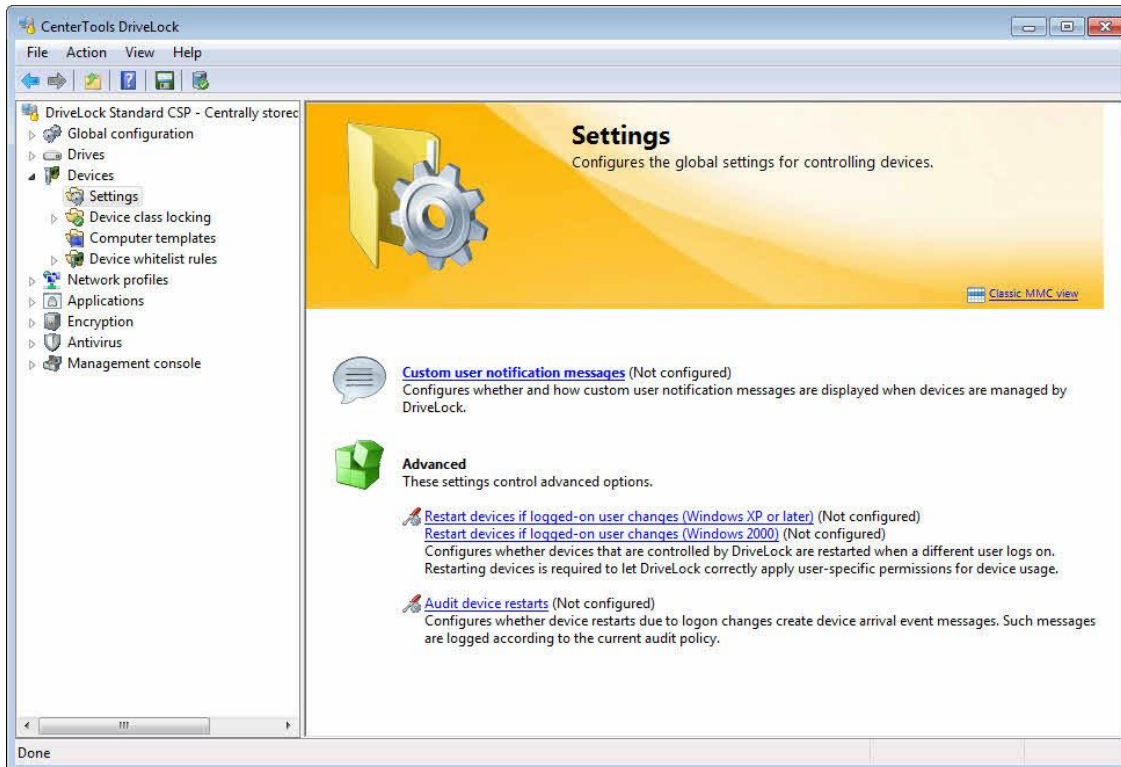 CenterTools DriveLock
File Action View Help
DriveLock Standard CSP - Centrally storec
Global configuration
Drives
Devices
Settings
Device class locking
Computer templates
Device whitelist rules
Network profiles
Applications
Encryption
Antivirus
Management console
Settings
Configures the global settings for controlling devices.
Classic MMC view
Custom user notification messages (Not configured)
Configures whether and how custom user notification messages are displayed when devices are managed by
DriveLock.
Advanced
These settings control advanced options.
Restart devices if logged-on user changes (Windows XP or later) (Not configured)
Restart devices if logged-on user changes (Windows 2000) (Not configured)
Configures whether devices that are controlled by DriveLock are restarted when a different user logs on.
Restarting devices is required to let DriveLock correctly apply user-specific permissions for device usage.
Audit device restarts (Not configured)
Configures whether device restarts due to logon changes create device arrival event messages. Such messages
are logged according to the current audit policy.
Done